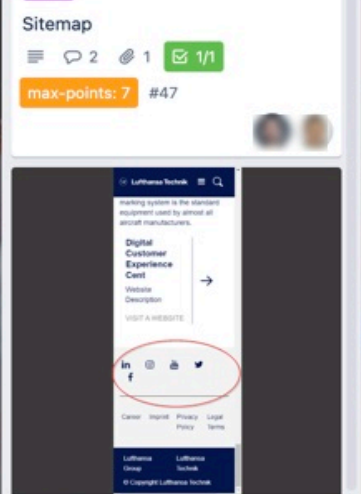 Sitemap
2 1 1/1
max-points: 7 #47
Lufthansa Technik
marking system is the standard
equipment used by almost all
aircraft manufacturers.
Digital
Customer
Experience
Cent
Website
Description
VISIT A WEBSITE
Career Imprint Privacy Legal
Policy Terms
Lufthansa Lufthansa
Group Technik
© Copyright Lufthansa Technik